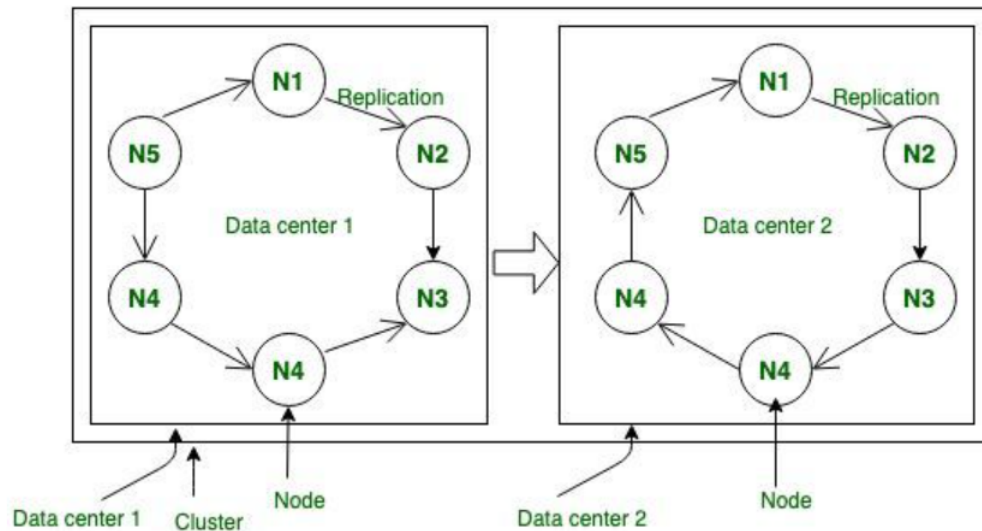 N1
Replication
N5
N2
Data center 1
N4
N3
N4
N1
Replication
N5
N2
Data center 2
N4
N3
N4
Data center 1
Cluster
Node
Data center 2
Node